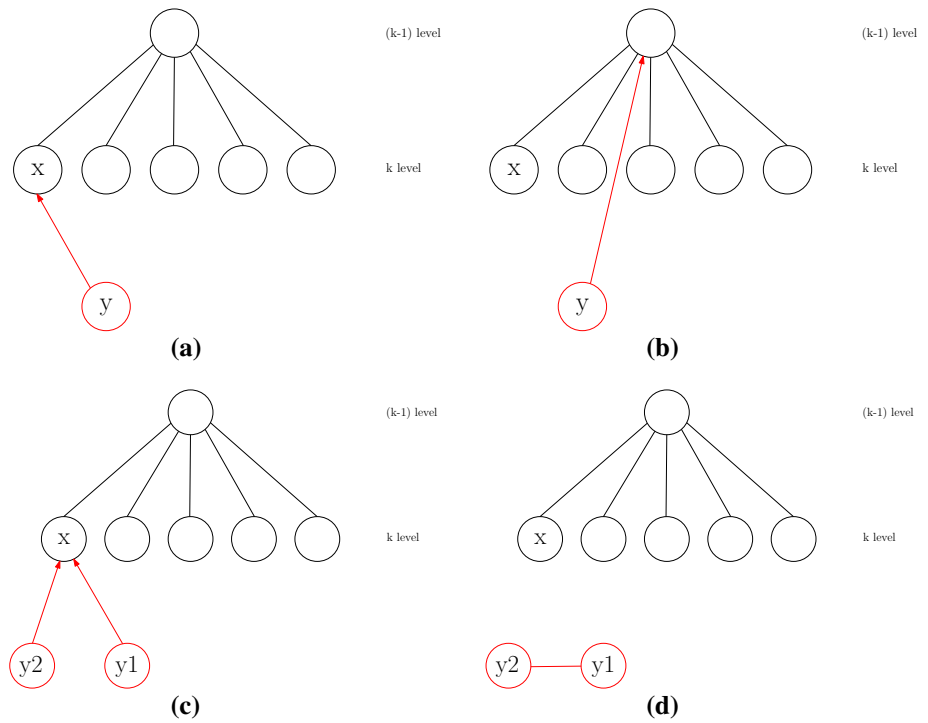 (k-1) level
(k-1) level
x
k level
x
k level
y
y
(a)
(b)
(k-1) level
(k-1) level
x
k level
x
k level
y2
y1
y2
y1
(c)
(d)